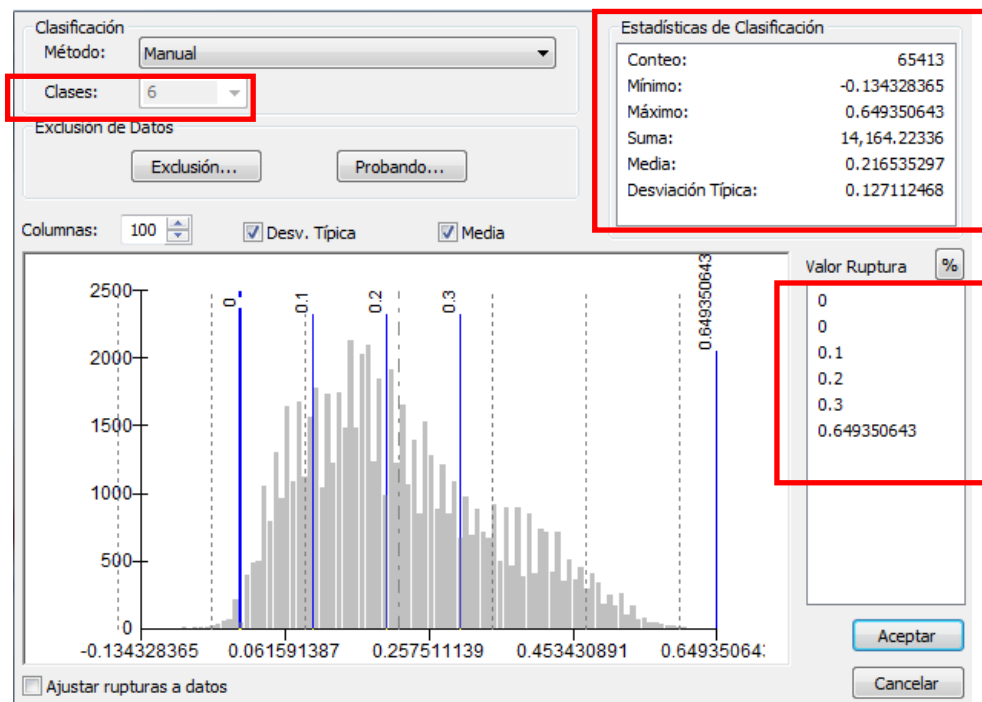 Clasificación
Método: Manual
Clases: 6
Exclusión de Datos
Exclusión...
Probando...
Estadísticas de Clasificación
Conteo: 65413
Mínimo: -0.134328365
Máximo: 0.649350643
Suma: 14,164.22336
Media: 0.216535297
Desviación Típica: 0.127112468
Columnas: 100
Desv. Típica
Media
Valor Ruptura
%
0
0
0.1
0.2
0.3
0.649350643
0
0.1
0.2
0.3
0.649350643
2500
2000
1500
1000
500
0
-0.134328365 0.061591387 0.257511139 0.453430891 0.64935064
Ajustar rupturas a datos
Aceptar
Cancelar